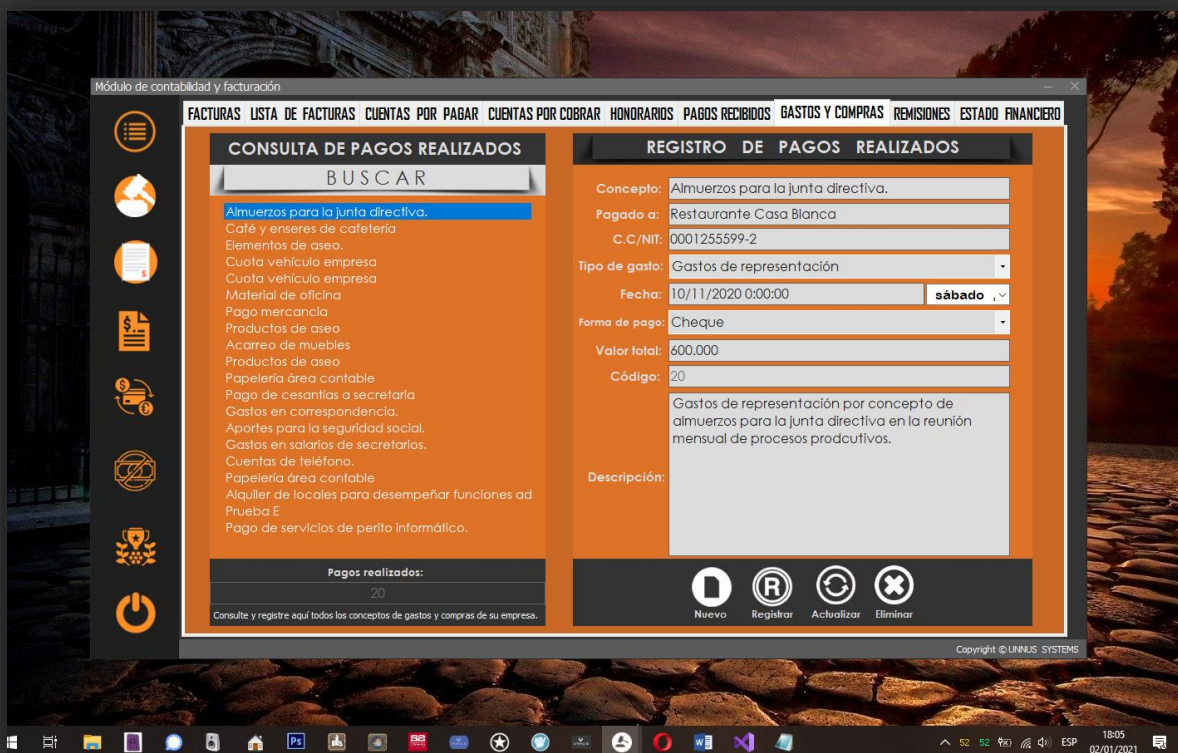 Módulo de contabilidad y facturación
FACTURAS LISTA DE FACTURAS CUENTAS POR PAGAR CUENTAS POR COBRAR HONORARIOS PAGOS RECIBIDOS GASTOS Y COMPRAS REMISIONES ESTADO FINANCIERO
CONSULTA DE PAGOS REALIZADOS
BUSCAR
Almuerzos para la junta directiva.
Café y enseres de cafetería
Elementos de aseo.
Cuota vehículo empresa
Cuota vehículo empresa
Material de oficina
Pago mercancia
Productos de aseo
Acarreo de muebles
Productos de aseo
Papelería área contable
Pago de cesantías a secretaria
Gastos en correspondencia.
Aportes para la seguridad social.
Gastos en salarios de secretarios.
Cuentas de teléfono.
Papelería área contable
Alquiler de locales para desempeñar funciones ad
Prueba E
Pago de servicios de perito informático.
Pagos realizados:
20
Consulte y registre aquí todos los conceptos de gastos y compras de su empresa.
REGISTRO DE PAGOS REALIZADOS
Concepto: Almuerzos para la junta directiva.
Pagado a: Restaurante Casa Blanca
C.C/NIT: 0001255599-2
Tipo de gasto: Gastos de representación
Fecha: 10/11/2020 0:00:00 sábado ,
Forma de pago: Cheque
Valor total: 600.000
Código: 20
Descripción:
Gastos de representación por concepto de
almuerzos para la junta directiva en la reunión
mensual de procesos prodcutivos.
Nuevo Registrar Actualizar Eliminar
Copyright © UNNUS SYSTEMS
Ps
52 52 ESP 18:05
02/01/2021